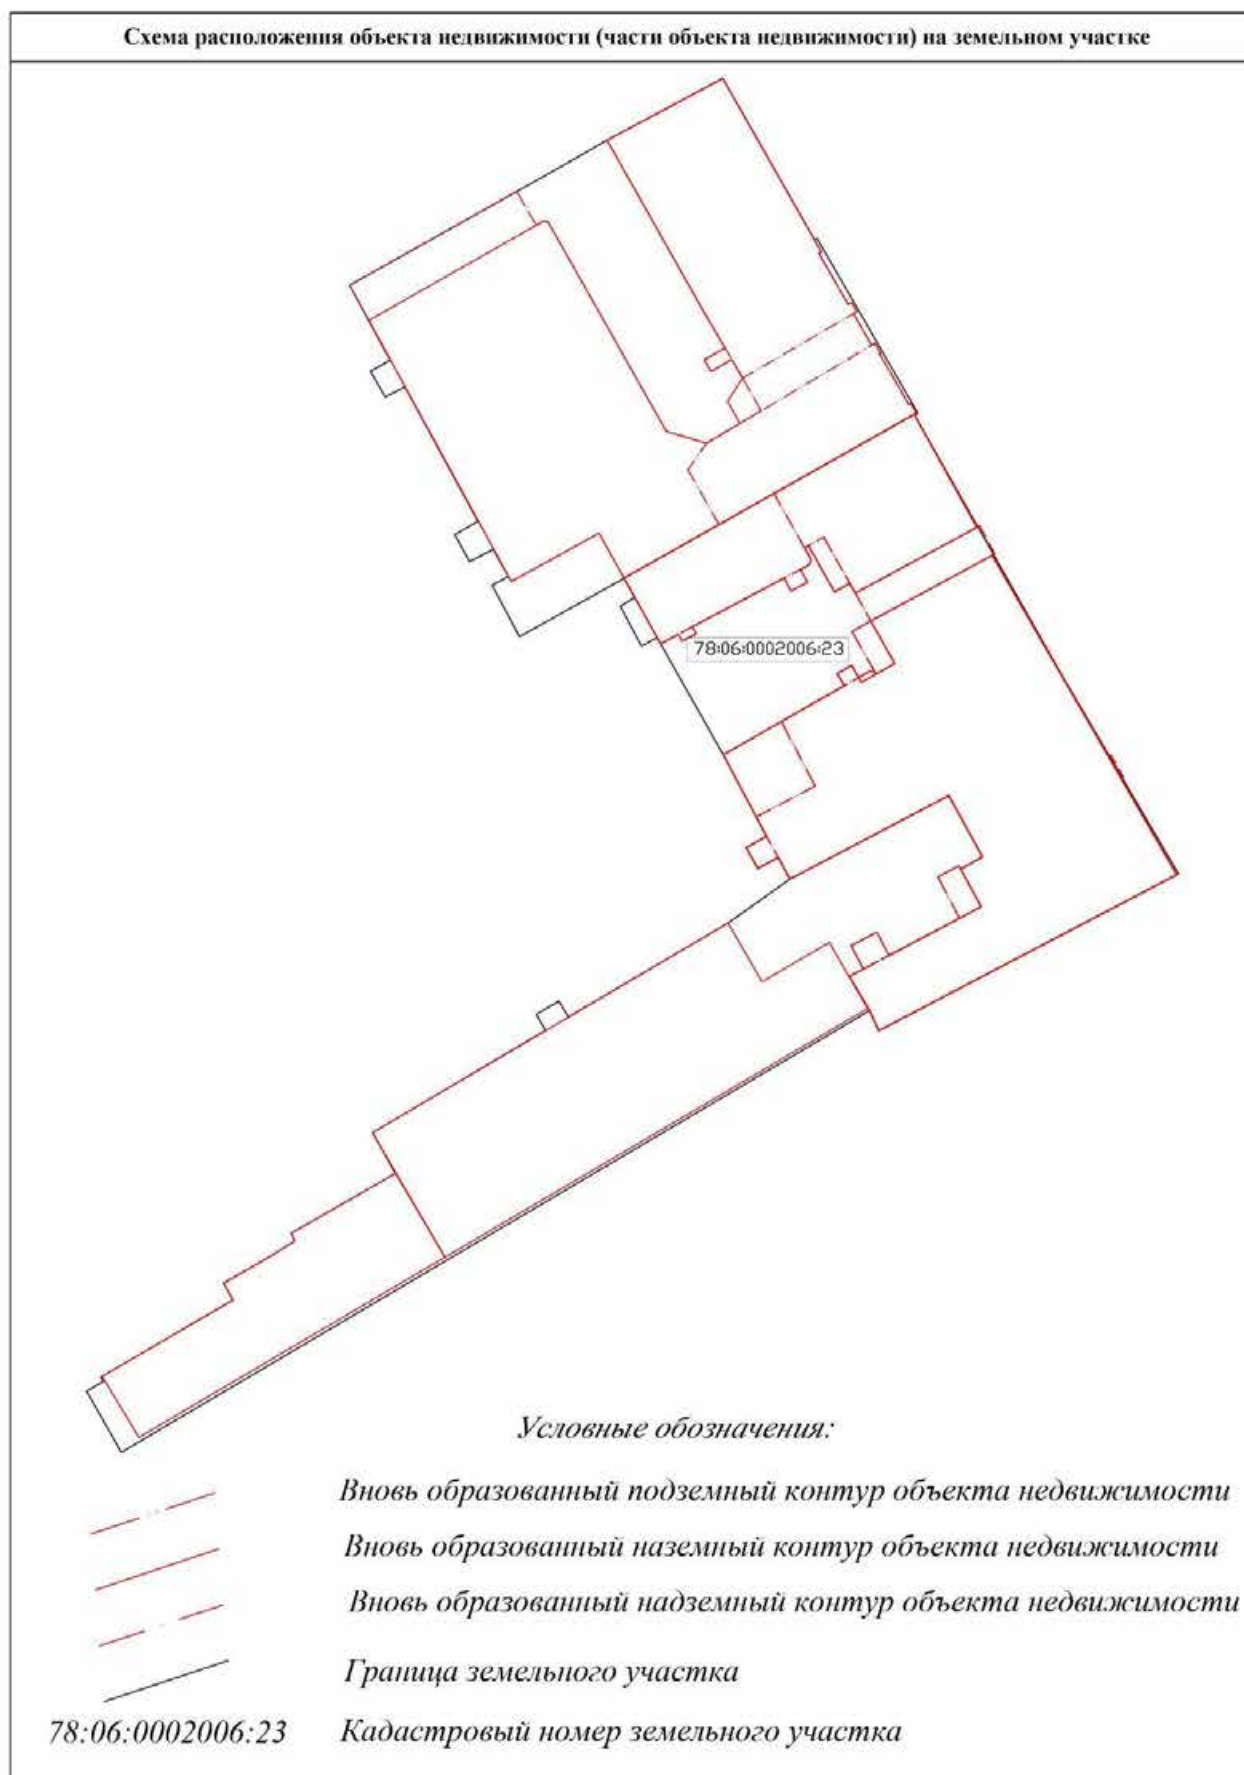 Схема расположения объекта недвижимости (части объекта недвижимости) на земельном участке
78:06:0002006:23
Условные обозначения:
Вновь образованный подземный контур объекта недвижимости
Вновь образованный наземный контур объекта недвижимости
Вновь образованный надземный контур объекта недвижимости
Граница земельного участка
78:06:0002006:23 Кадастровый номер земельного участка